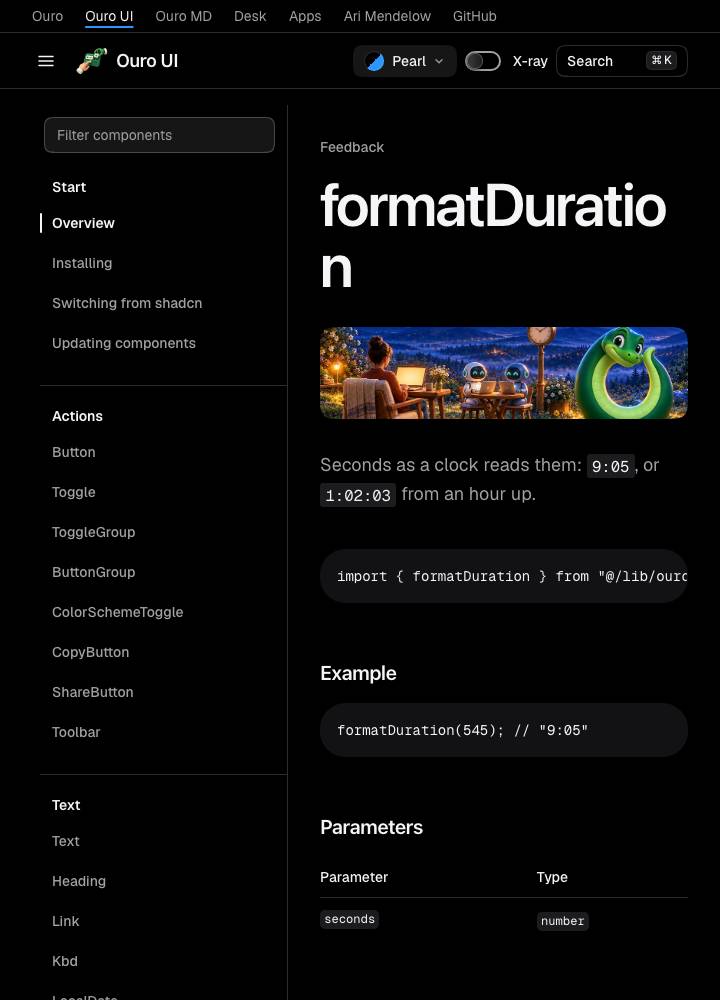 Ouro Ouro UI Ouro MD Desk Apps Ari Mendelow GitHub
Ouro UI
Pearl
X-ray
Search ⌘ K
Filter components
Start
Overview
Installing
Switching from shadcn
Updating components
Actions
Button
Toggle
ToggleGroup
ButtonGroup
ColorSchemeToggle
CopyButton
ShareButton
Toolbar
Text
Text
Heading
Link
Kbd
LocalDate
Feedback
formatDuratio
n
Seconds as a clock reads them: 9:05, or
1:02:03 from an hour up.
import { formatDuration } from "@/lib/ouro
Example
formatDuration(545); // "9:05"
Parameters
Parameter Type
seconds number